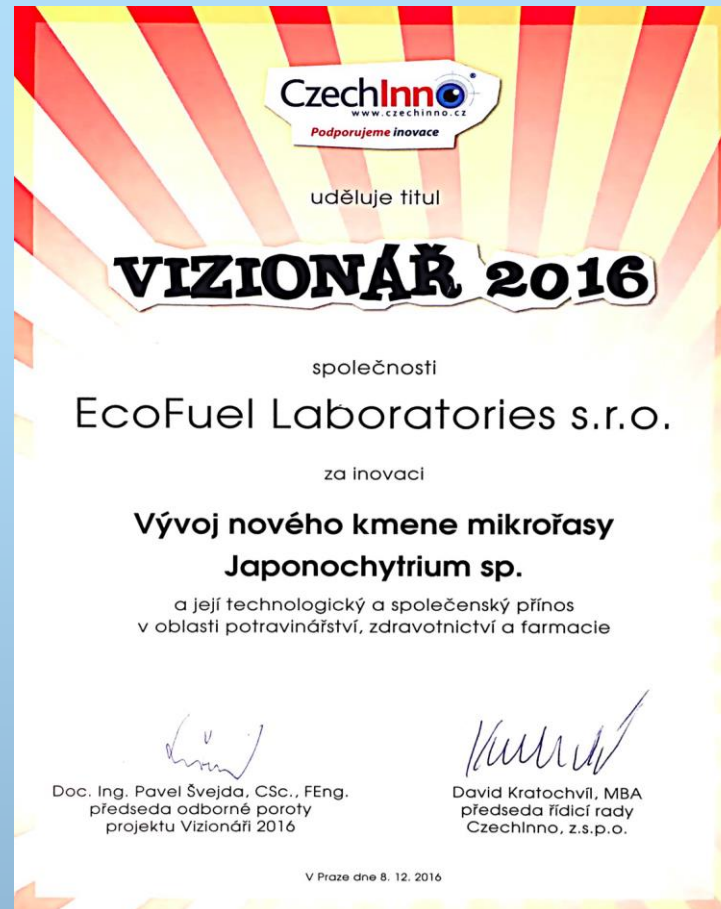 CzechInno
www.czechinno.cz
Podporujeme inovace
uděluje titul
VIZIONÁŘ 2016
společnosti
EcoFuel Laboratories s.r.o.
za inovaci
Vývoj nového kmene mikrořasy
Japonochytrium sp.
a její technologický a společenský přínos
v oblasti potravinářství, zdravotnictví a farmacie
Doc. Ing. Pavel Švejda, CSc., FEng.
předseda odborné poroty
projektu Vizionáři 2016
David Kratochvíl, MBA
předseda řídicí rady
CzechInno, z.s.p.o.
V Praze dne 8. 12. 2016